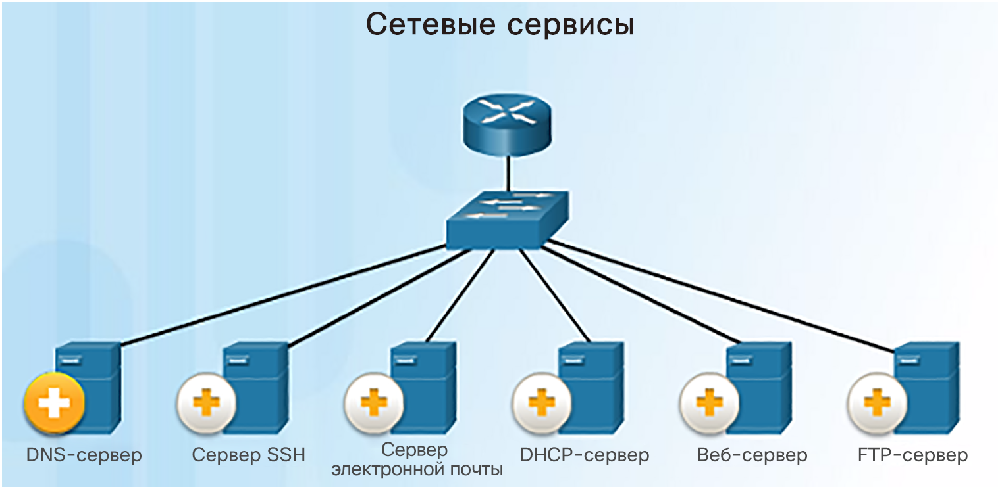 Сетевые сервисы
DNS-сервер
Сервер SSH
Сервер
электронной почты
DHCP-сервер
Веб-сервер
FTP-сервер